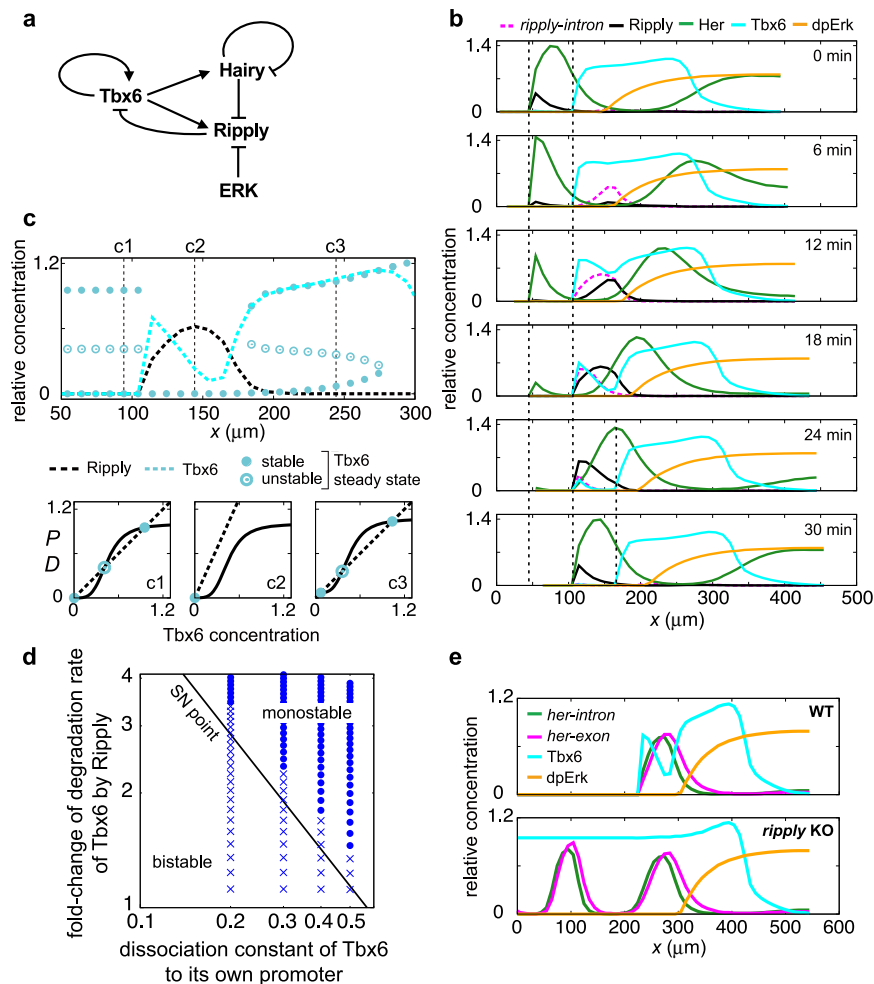 a
Tbx6
Hairy
Ripply
ERK
b
ripply-intron Ripply Her Tbx6 dpErk
1.4
0
0 min
1.4
0
6 min
1.4
0
12 min
1.4
0
18 min
1.4
0
24 min
1.4
0
30 min
0 100 200 300 400 500
x (μm)
relative concentration
c
c1 c2 c3
1.2
0
relative concentration
50 100 150 200 250 300
x (μm)
Ripply Tbx6 stable unstable Tbx6 steady state
1.2
P
D
0
c1
c2
c3
0 1.2 0 1.2 0 1.2
Tbx6 concentration
d
4
3
2
1
fold-change of degradation rate
of Tbx6 by Ripply
SN point
monostable
bistable
0.1 0.2 0.3 0.4 0.5
dissociation constant of Tbx6
to its own promoter
e
1.2
0
WT
her-intron
her-exon
Tbx6
dpErk
1.2
0
ripply KO
relative concentration
0 100 200 300 400 500 600
x (μm)